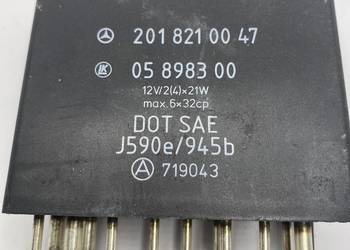 201 821 00 47
LK 05 8983 00
12V/2(4)×21W
max.6×32cp
DOT SAE
J590e/945b
A 719043